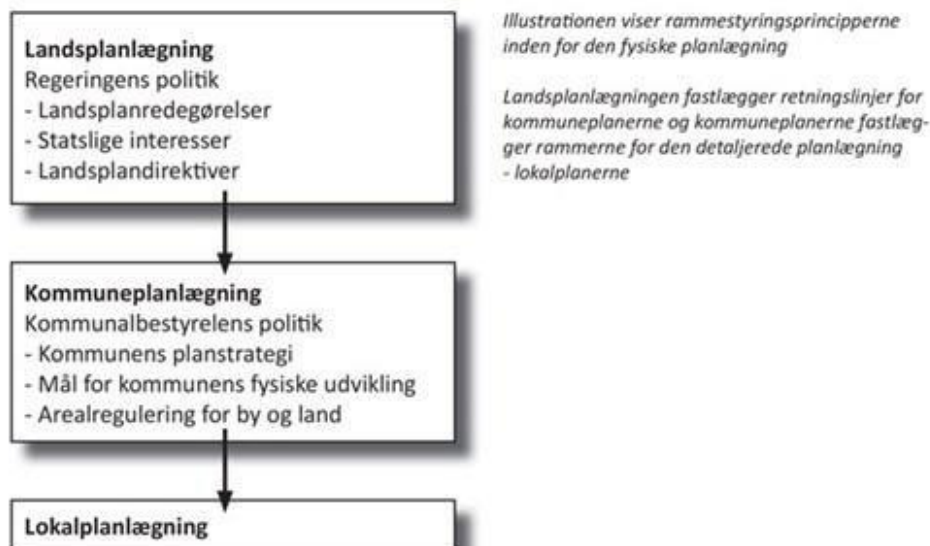 Landsplanlægning
Regeringens politik
- Landsplanredegørelser
- Statslige interesser
- Landsplandirektiver
Illustrationen viser rammestyringsprincipperne
inden for den fysiske planlægning
Landsplanlægningen fastlægger retningslinjer for
kommuneplanerne og kommuneplanerne fastlæg-
ger rammerne for den detaljerede planlægning
- lokalplanerne
Kommuneplanlægning
Kommunalbestyrelens politik
- Kommunens planstrategi
- Mål for kommunens fysiske udvikling
- Arealregulering for by og land
Lokalplanlægning